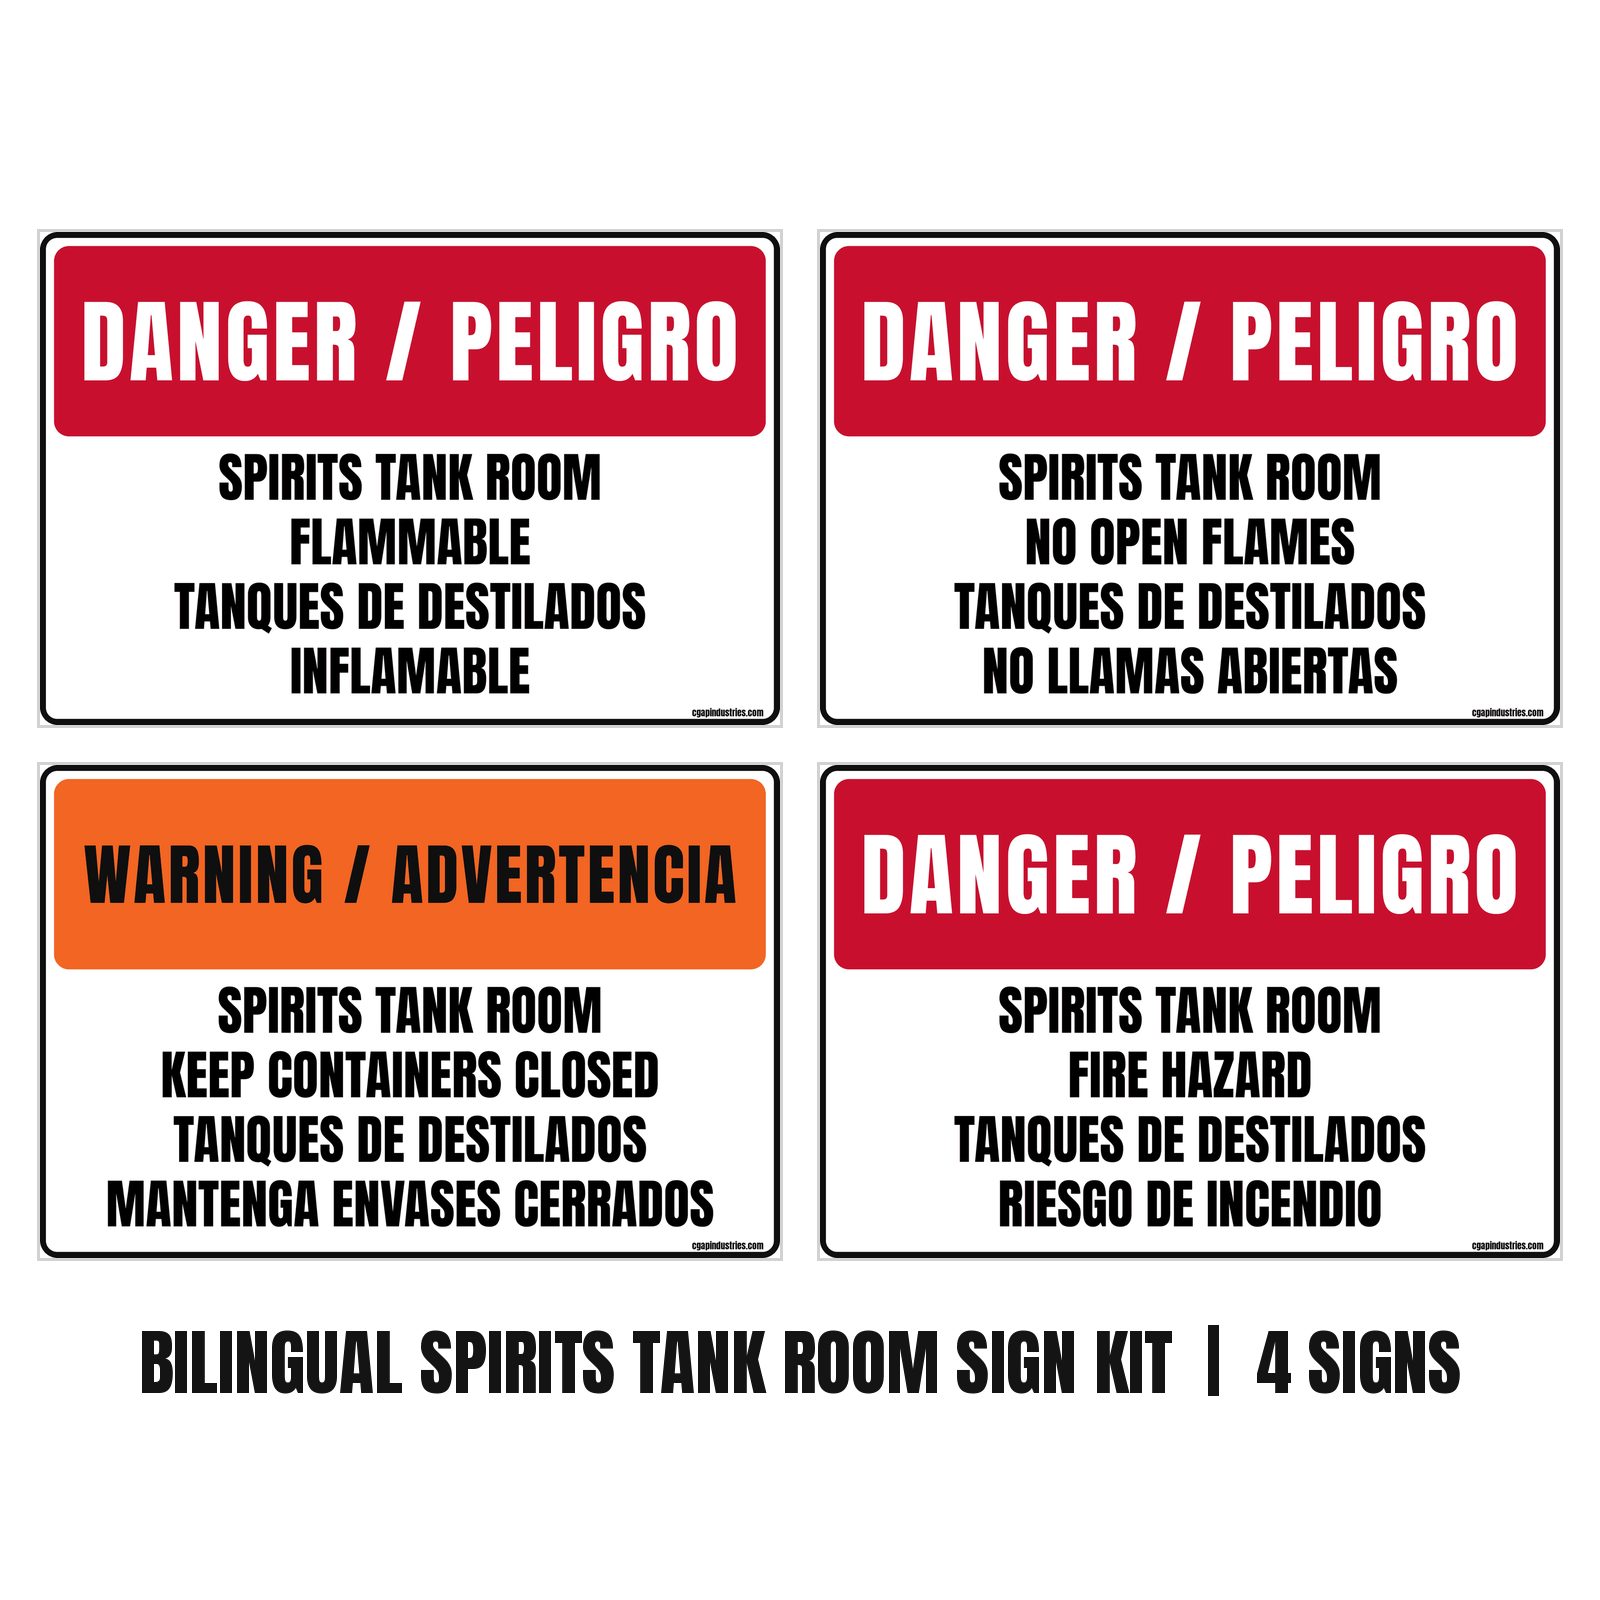 DANGER / PELIGRO
SPIRITS TANK ROOM
FLAMMABLE
TANQUES DE DESTILADOS
INFLAMABLE
cgapindustries.com
DANGER / PELIGRO
SPIRITS TANK ROOM
NO OPEN FLAMES
TANQUES DE DESTILADOS
NO LLAMAS ABIERTAS
cgapindustries.com
WARNING / ADVERTENCIA
SPIRITS TANK ROOM
KEEP CONTAINERS CLOSED
TANQUES DE DESTILADOS
MANTENGA ENVASES CERRADOS
cgapindustries.com
DANGER / PELIGRO
SPIRITS TANK ROOM
FIRE HAZARD
TANQUES DE DESTILADOS
RIESGO DE INCENDIO
cgapindustries.com
BILINGUAL SPIRITS TANK ROOM SIGN KIT | 4 SIGNS